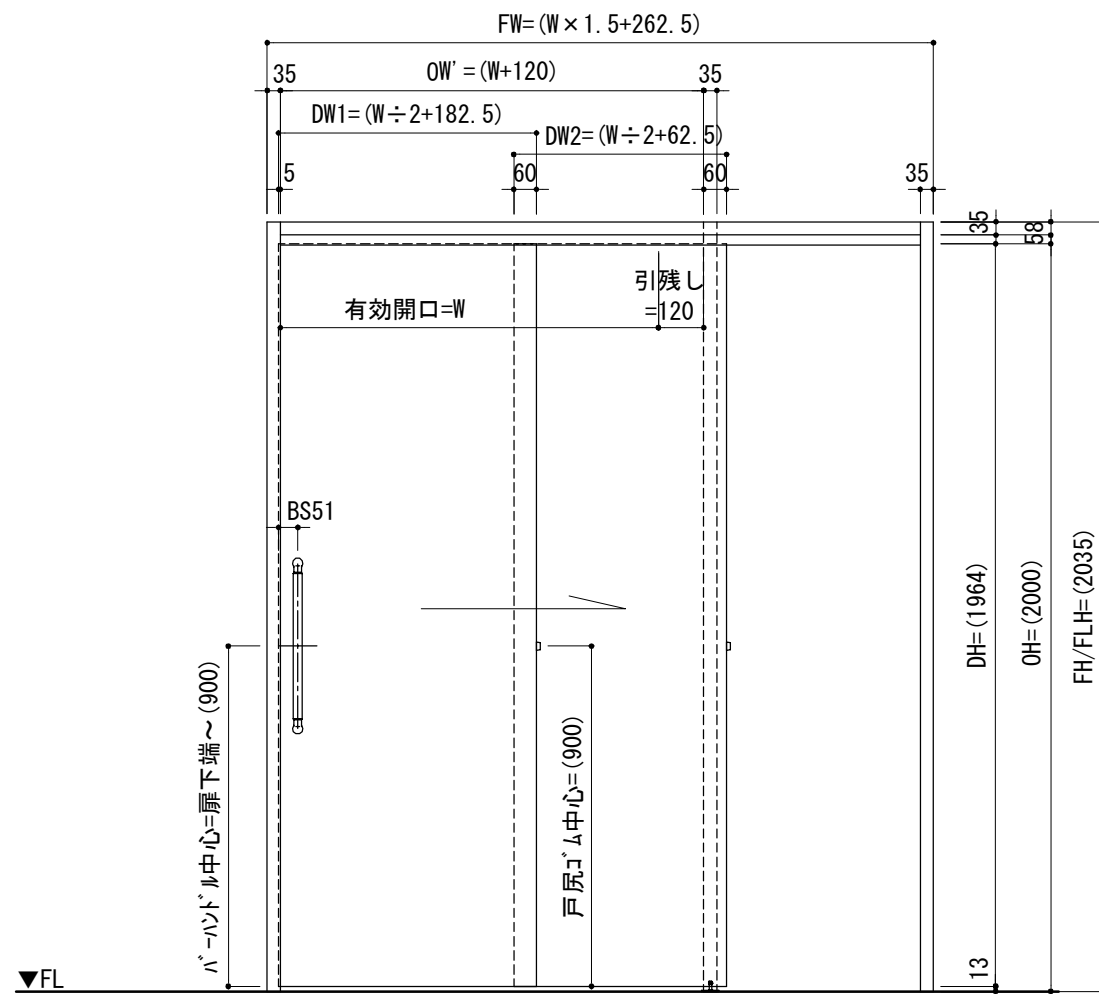 FW=(W×1.5+262.5)
35
OW'=(W+120)
35
DW1=(W÷2+182.5)
DW2=(W÷2+62.5)
5
60
60
35
35
58
引残し
=120
有効開口=W
BS51
DH=(1964)
OH=(2000)
FH/FLH=(2035)
バーハンドル中心=扉下端~(900)
戸尻ゴム中心=(900)
13
▼FL